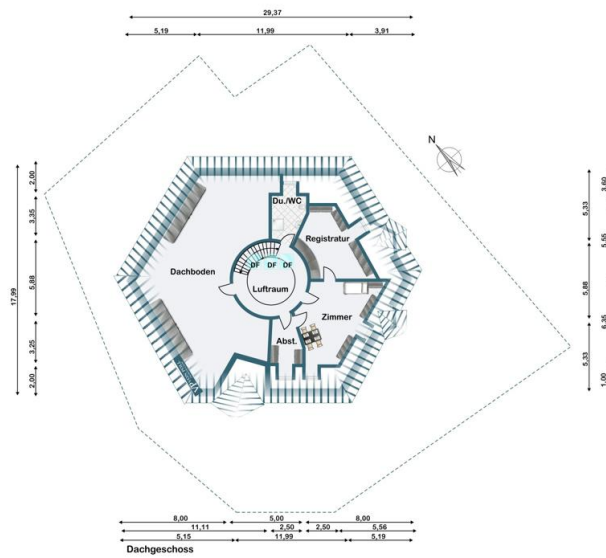 29,37
5,19 11,99 3,91
N
2,00
3,35
5,88
3,25
2,00
17,99
3,60
5,33
5,55
5,88
6,35
5,33
1,00
Du./WC
Registratur
DF DF DF
Dachboden
Luftraum
Zimmer
Abst.
8,00 5,00 8,00
11,11 2,50 2,50 5,56
5,15 11,99 5,19
Dachgeschoss